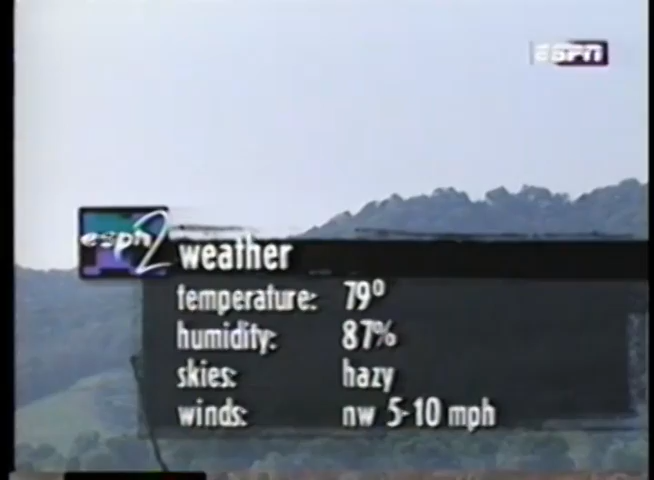 ESPN
espn2
weather
temperature: 79°
humidity: 87%
skies: hazy
winds: nw 5-10 mph